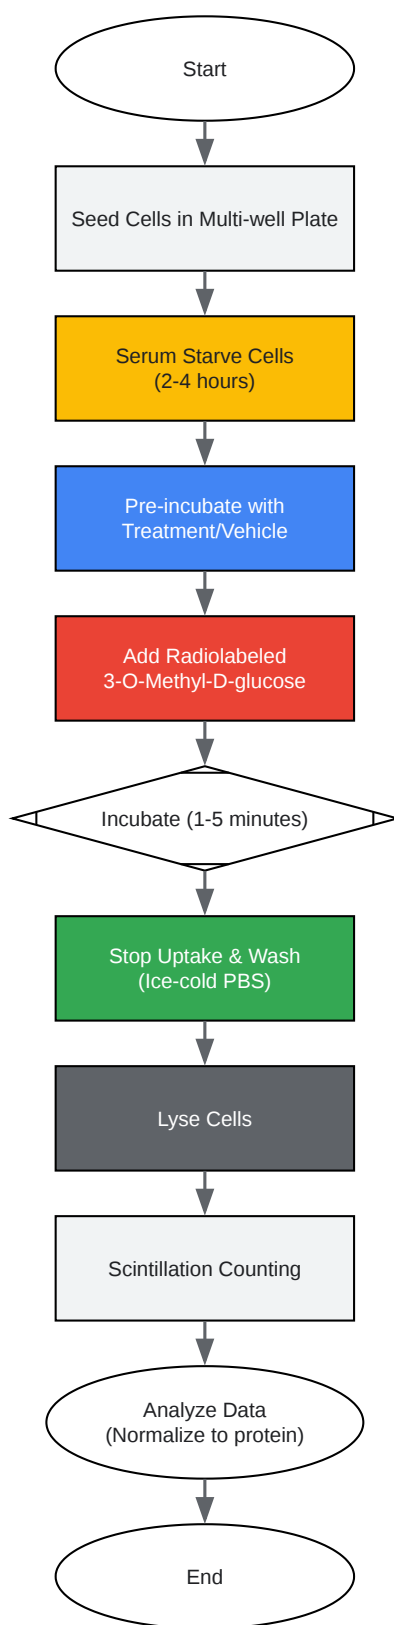 Start
Seed Cells in Multi-well Plate
Serum Starve Cells
(2-4 hours)
Pre-incubate with
Treatment/Vehicle
Add Radiolabeled
3-O-Methyl-D-glucose
Incubate (1-5 minutes)
Stop Uptake & Wash
(Ice-cold PBS)
Lyse Cells
Scintillation Counting
Analyze Data
(Normalize to protein)
End